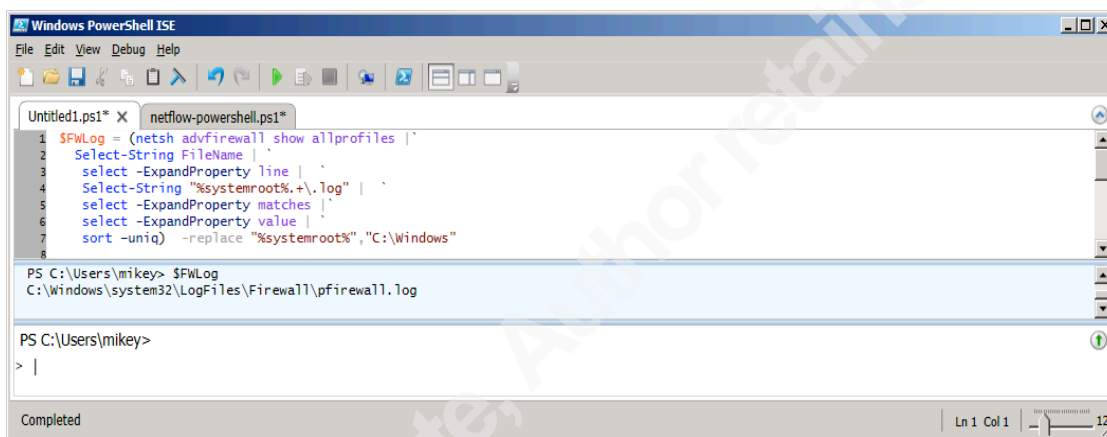 Windows PowerShell ISE
File Edit View Debug Help
Untitled1.ps1* X netflow-powershell.ps1*
1 $FWLog = (netsh advfirewall show allprofiles |`
2 Select-String FileName | `
3 select -ExpandProperty line | `
4 Select-String "%systemroot%.+\.log" | `
5 select -ExpandProperty matches |`
6 select -ExpandProperty value | `
7 sort -uniq) -replace "%systemroot%","C:\Windows"
8
PS C:\Users\mikey> $FWLog
C:\Windows\system32\LogFiles\Firewall\pfirewall.log
PS C:\Users\mikey>
> |
Completed
Ln 1 Col 1
12
, Author retains